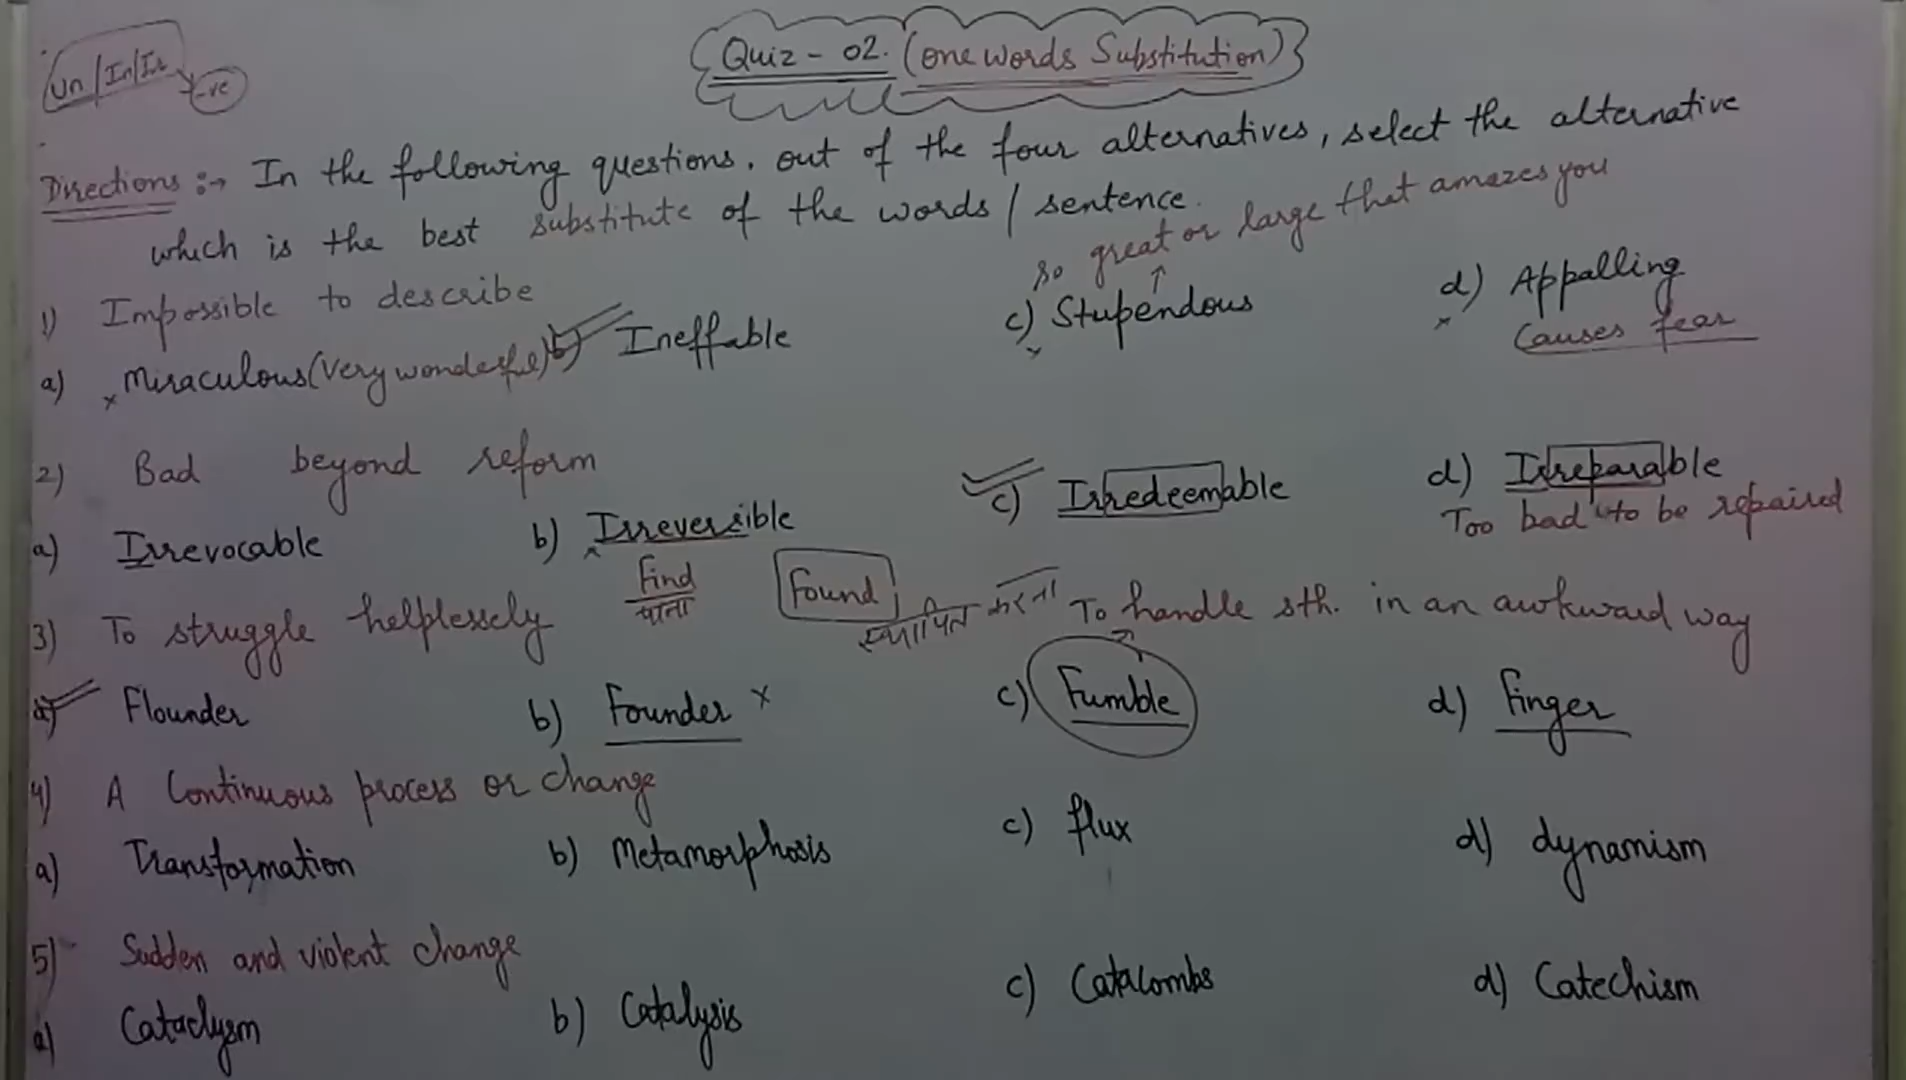 Quiz - 02. (one words Substitution)
un / In / Irr
-ve
Directions :→ In the following questions, out of the four alternatives, select the alternative
which is the best substitute of the words / sentence.
so great or large that amazes you
1) Impossible to describe
a) x Miraculous (Very wonderful) b) Ineffable c) x Stupendous d) x Appalling
Causes fear
2) Bad beyond reform
a) Irrevocable b) x Irreversible c) Irredeemable d) Irreparable
Too bad to be repaired
Find Found
पाना स्थापित करना
3) To struggle helplessely
To handle sth. in an awkward way
a) Flounder b) Founder x c) Fumble d) Finger
4) A Continuous process or change
a) Transformation b) Metamorphosis c) flux d) dynamism
5) Sudden and violent change
a) Cataclysm b) Catalysis c) Catacombs d) Catechism